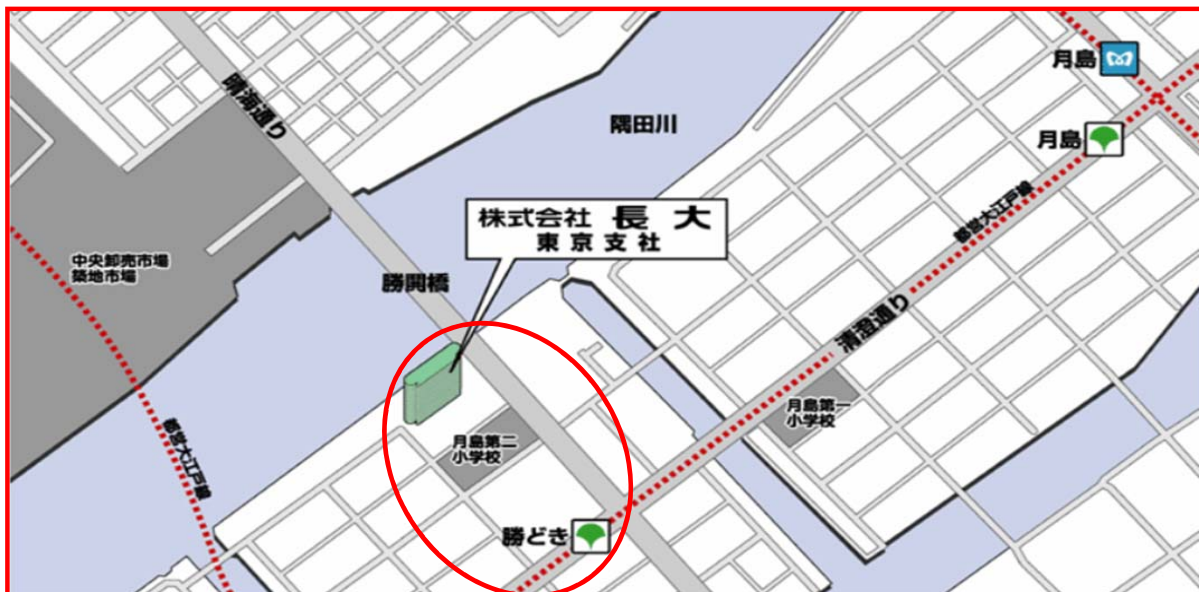 晴海通り
隅田川
月島
月島
都営大江戸線
株式会社 長大
東京支社
中央卸売市場
築地市場
勝開橋
清澄通り
都営大江戸線
月島第二
小学校
月島第一
小学校
勝どき